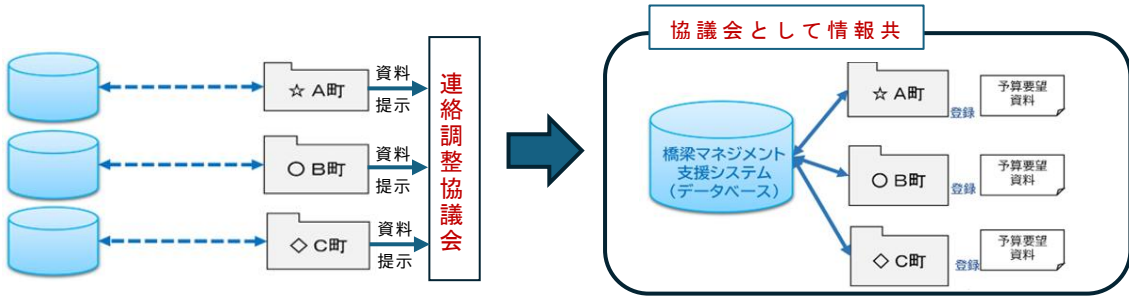 ☆ A町
資料
提示
○ B町
資料
提示
◇ C町
資料
提示
連絡調整協議会
協議会として情報共
橋梁マネジメント
支援システム
（データベース）
☆ A町
登録
予算要望
資料
○ B町
登録
予算要望
資料
◇ C町
登録
予算要望
資料